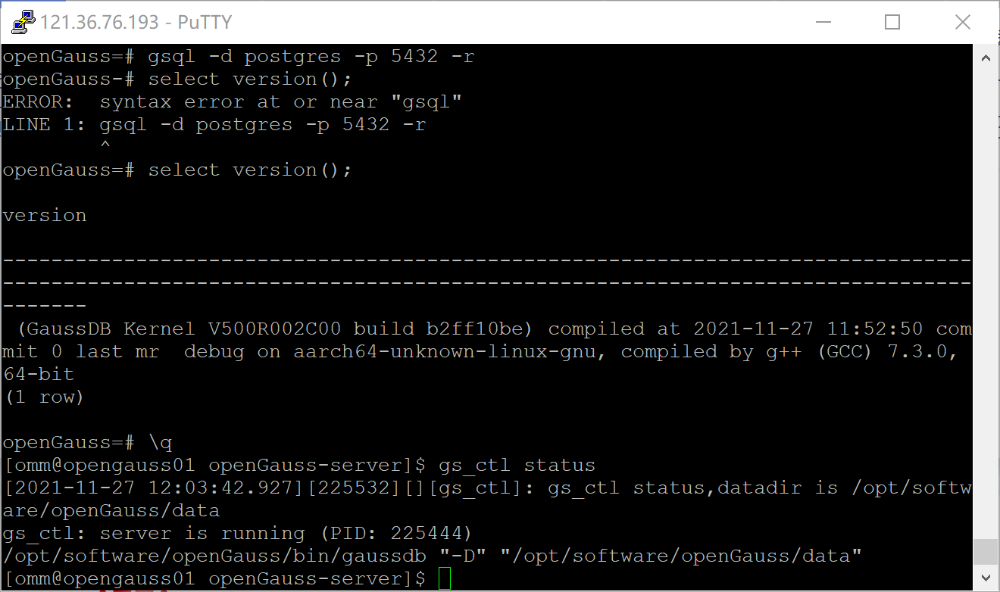 121.36.76.193 - PuTTY
openGauss=# gsql -d postgres -p 5432 -r
openGauss-# select version();
ERROR:  syntax error at or near "gsql"
LINE 1: gsql -d postgres -p 5432 -r
        ^
openGauss=# select version();
version
--------------------------------------------------------------------------------
--------------------------------------------------------------------------------
-------
 (GaussDB Kernel V500R002C00 build b2ff10be) compiled at 2021-11-27 11:52:50 com
mit 0 last mr  debug on aarch64-unknown-linux-gnu, compiled by g++ (GCC) 7.3.0,
64-bit
(1 row)
openGauss=# \q
[omm@opengauss01 openGauss-server]$ gs_ctl status
[2021-11-27 12:03:42.927][225532][][gs_ctl]: gs_ctl status,datadir is /opt/softw
are/openGauss/data
gs_ctl: server is running (PID: 225444)
/opt/software/openGauss/bin/gaussdb "-D" "/opt/software/openGauss/data"
[omm@opengauss01 openGauss-server]$